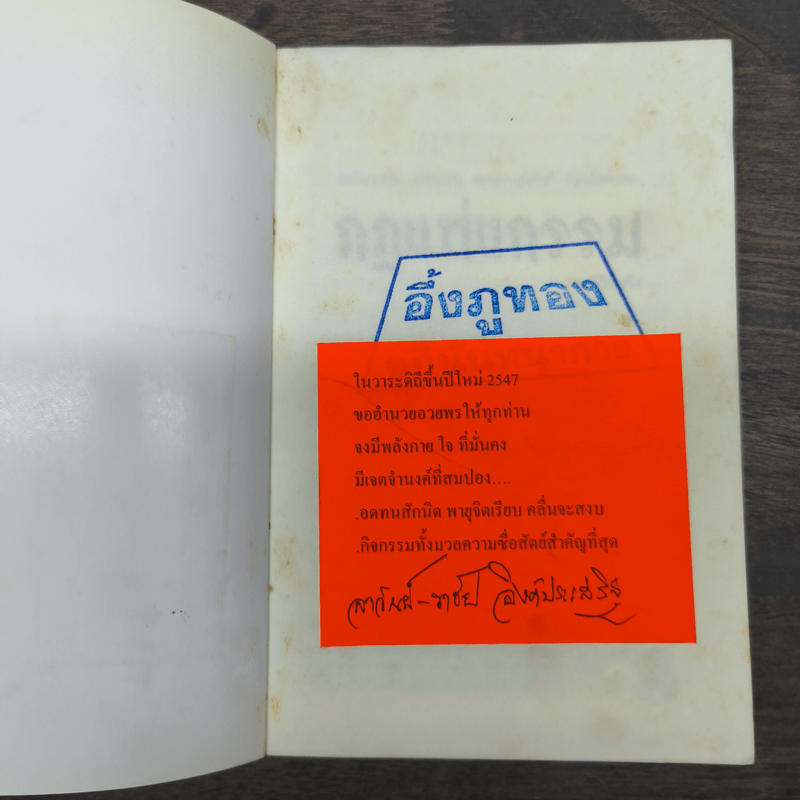 อึ้งภูทอง
ในวาระดิถีขึ้นปีใหม่ 2547
ขออำนวยอวยพรให้ทุกท่าน
จงมีพลังกาย ใจ ที่มั่นคง
มีเจตจำนงค์ที่สมปอง....
.อดทนสักนิด พายุจิตเรียบ คลื่นจะสงบ
.กิจกรรมทั้งมวลความซื่อสัตย์สำคัญที่สุด